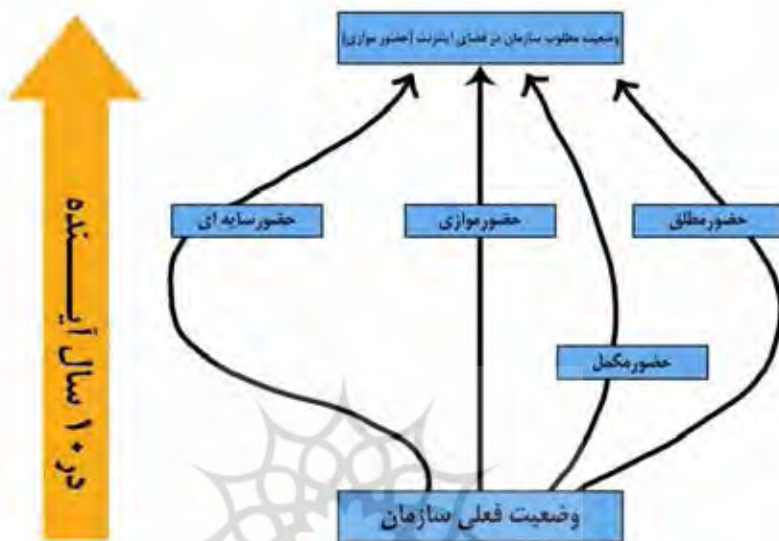 وضعیت مطلوب سازمان در فضای اینترنت (حضور موازی)
حضور مطلق
حضور موازی
حضور سایه ای
حضور مکمل
وضعیت فعلی سازمان
در ۱۰ سال آیـــنده